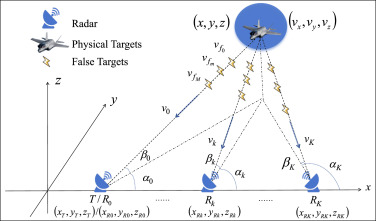 Radar
Physical Targets
False Targets
(x, y, z)
(v_x, v_y, v_z)
v_{f_0}
v_{f_m}
v_{f_M}
z
y
v_0
v_k
v_K
β_0
β_k
β_K
α_0
α_k
α_K
x
T / R_0
......
R_k
......
R_K
(x_T, y_T, z_T)/(x_{R0}, y_{R0}, z_{R0})
(x_{Rk}, y_{Rk}, z_{Rk})
(x_{RK}, y_{RK}, z_{RK})